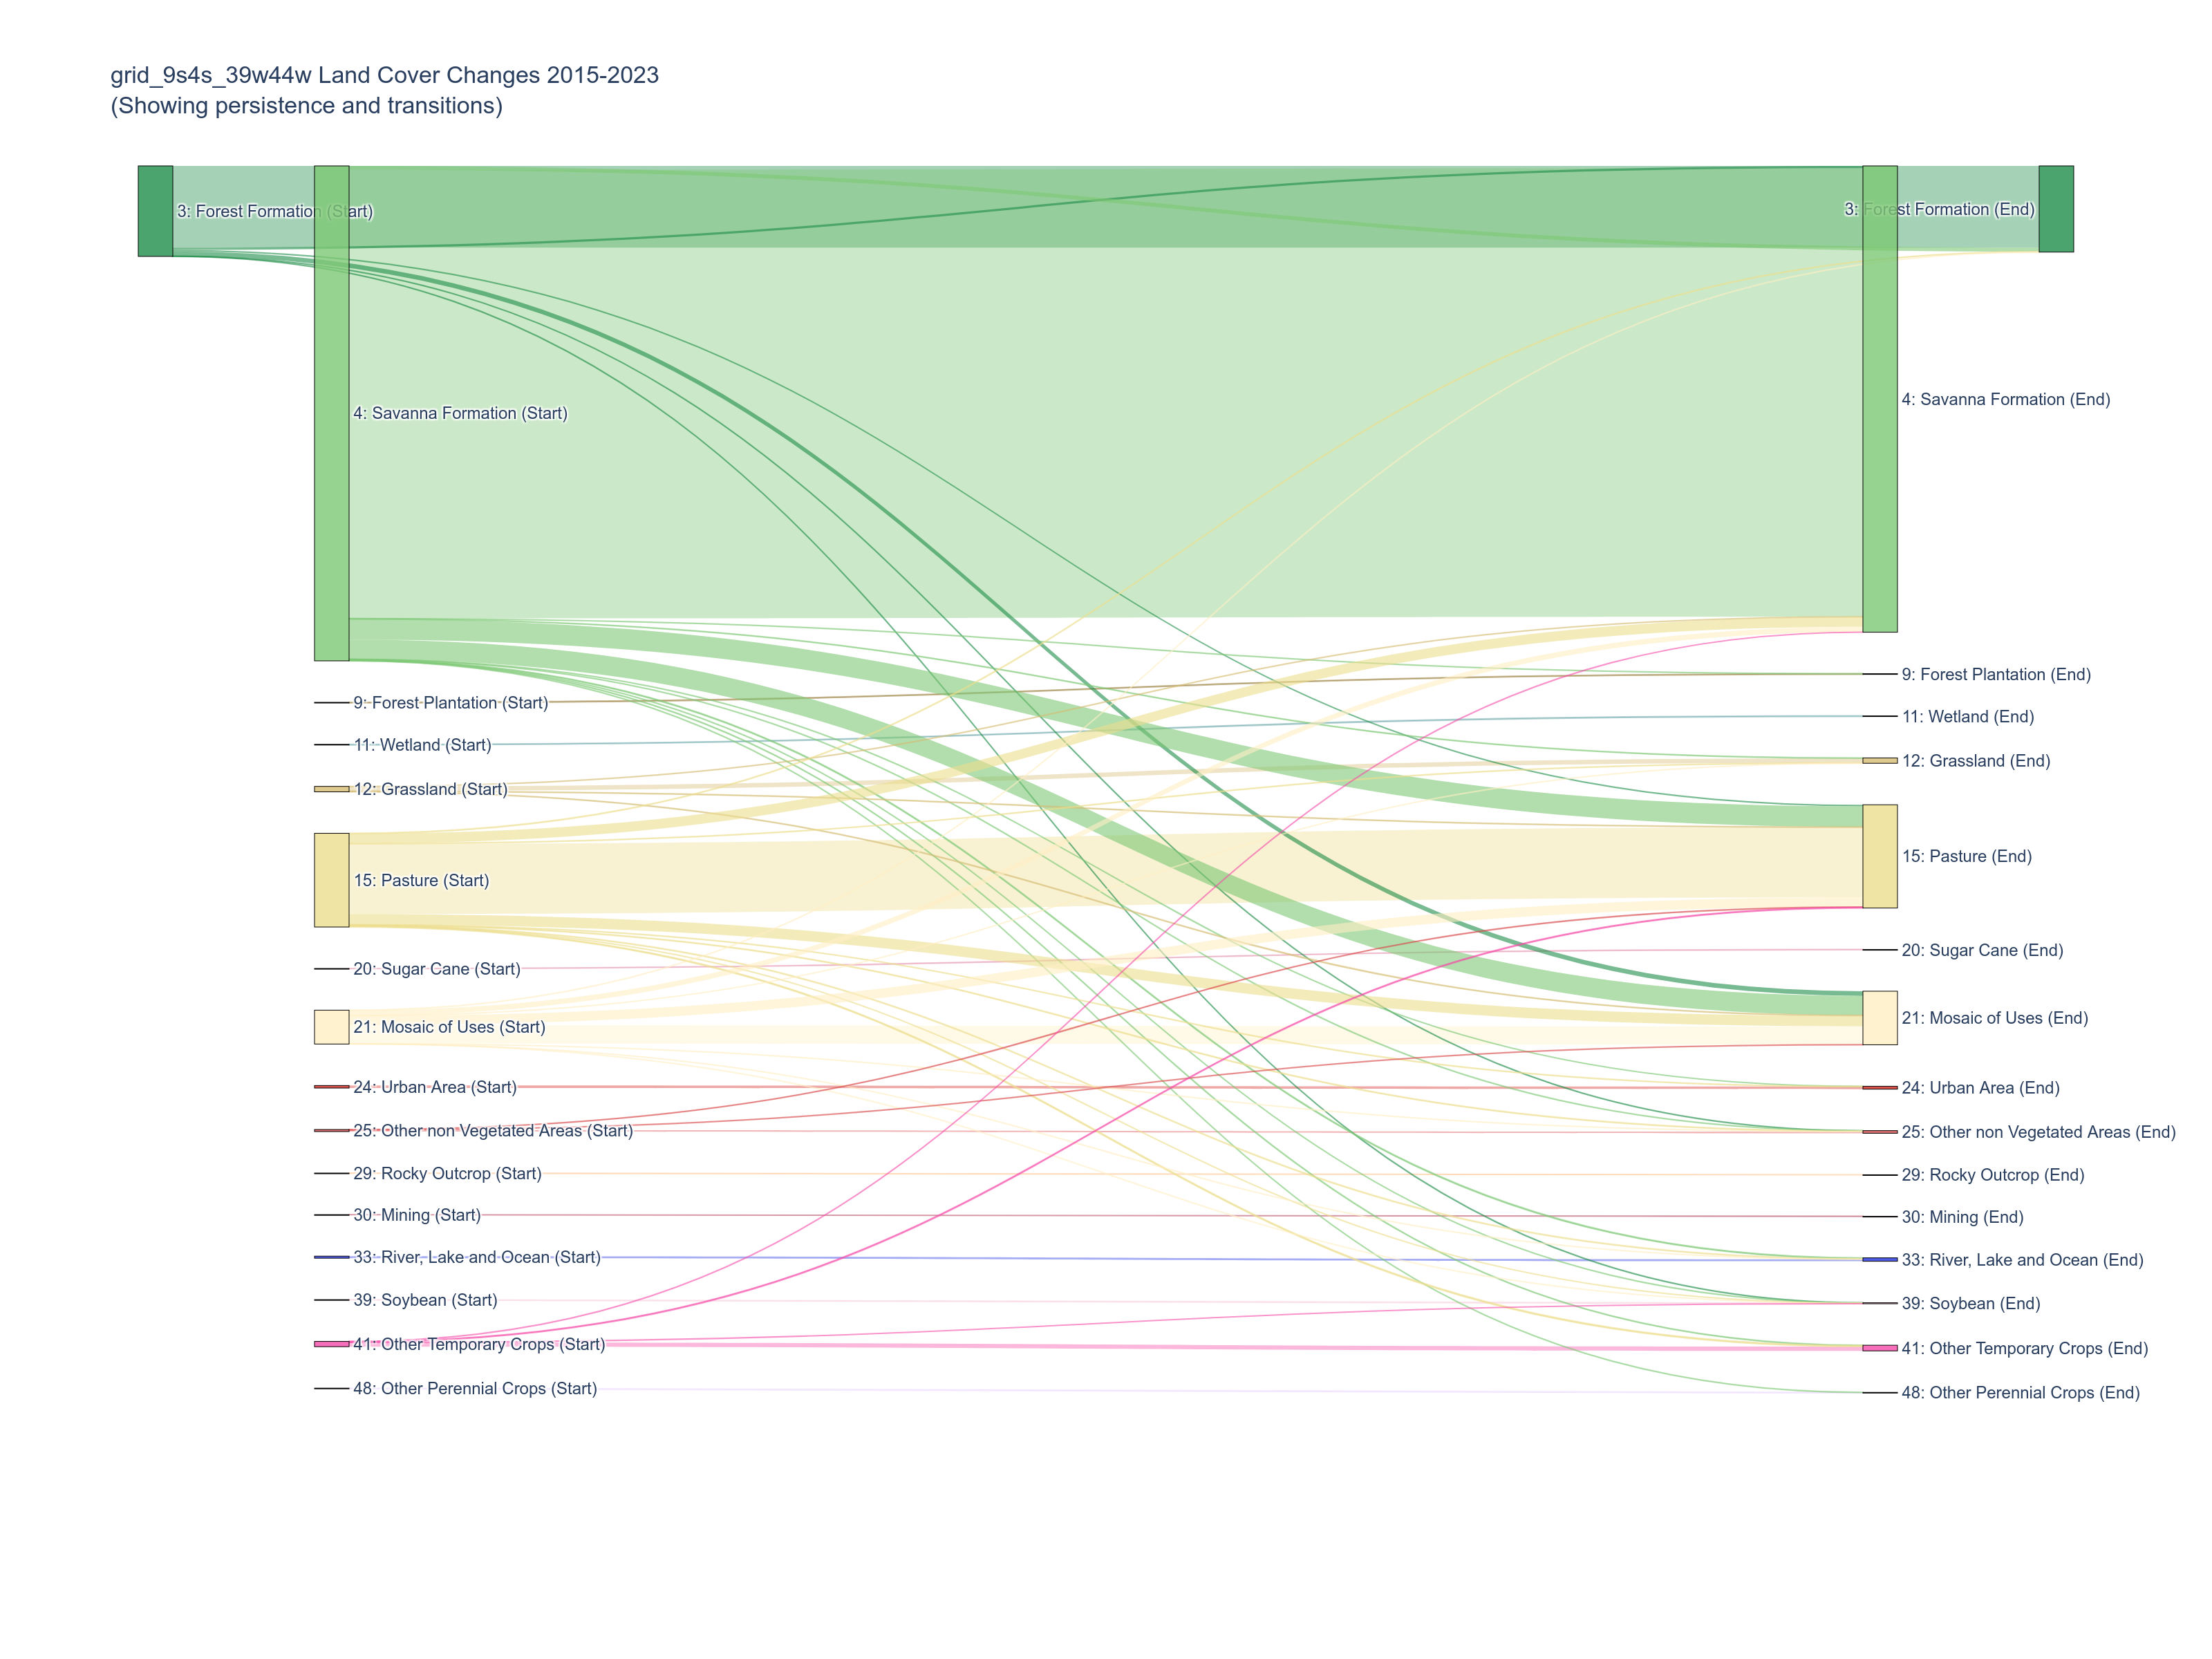 grid_9s4s_39w44w Land Cover Changes 2015-2023
(Showing persistence and transitions)
3: Forest Formation (Start)
3: Forest Formation (End)
4: Savanna Formation (Start)
4: Savanna Formation (End)
9: Forest Plantation (Start)
9: Forest Plantation (End)
11: Wetland (Start)
11: Wetland (End)
12: Grassland (Start)
12: Grassland (End)
15: Pasture (Start)
15: Pasture (End)
20: Sugar Cane (Start)
20: Sugar Cane (End)
21: Mosaic of Uses (Start)
21: Mosaic of Uses (End)
24: Urban Area (Start)
24: Urban Area (End)
25: Other non Vegetated Areas (Start)
25: Other non Vegetated Areas (End)
29: Rocky Outcrop (Start)
29: Rocky Outcrop (End)
30: Mining (Start)
30: Mining (End)
33: River, Lake and Ocean (Start)
33: River, Lake and Ocean (End)
39: Soybean (Start)
39: Soybean (End)
41: Other Temporary Crops (Start)
41: Other Temporary Crops (End)
48: Other Perennial Crops (Start)
48: Other Perennial Crops (End)